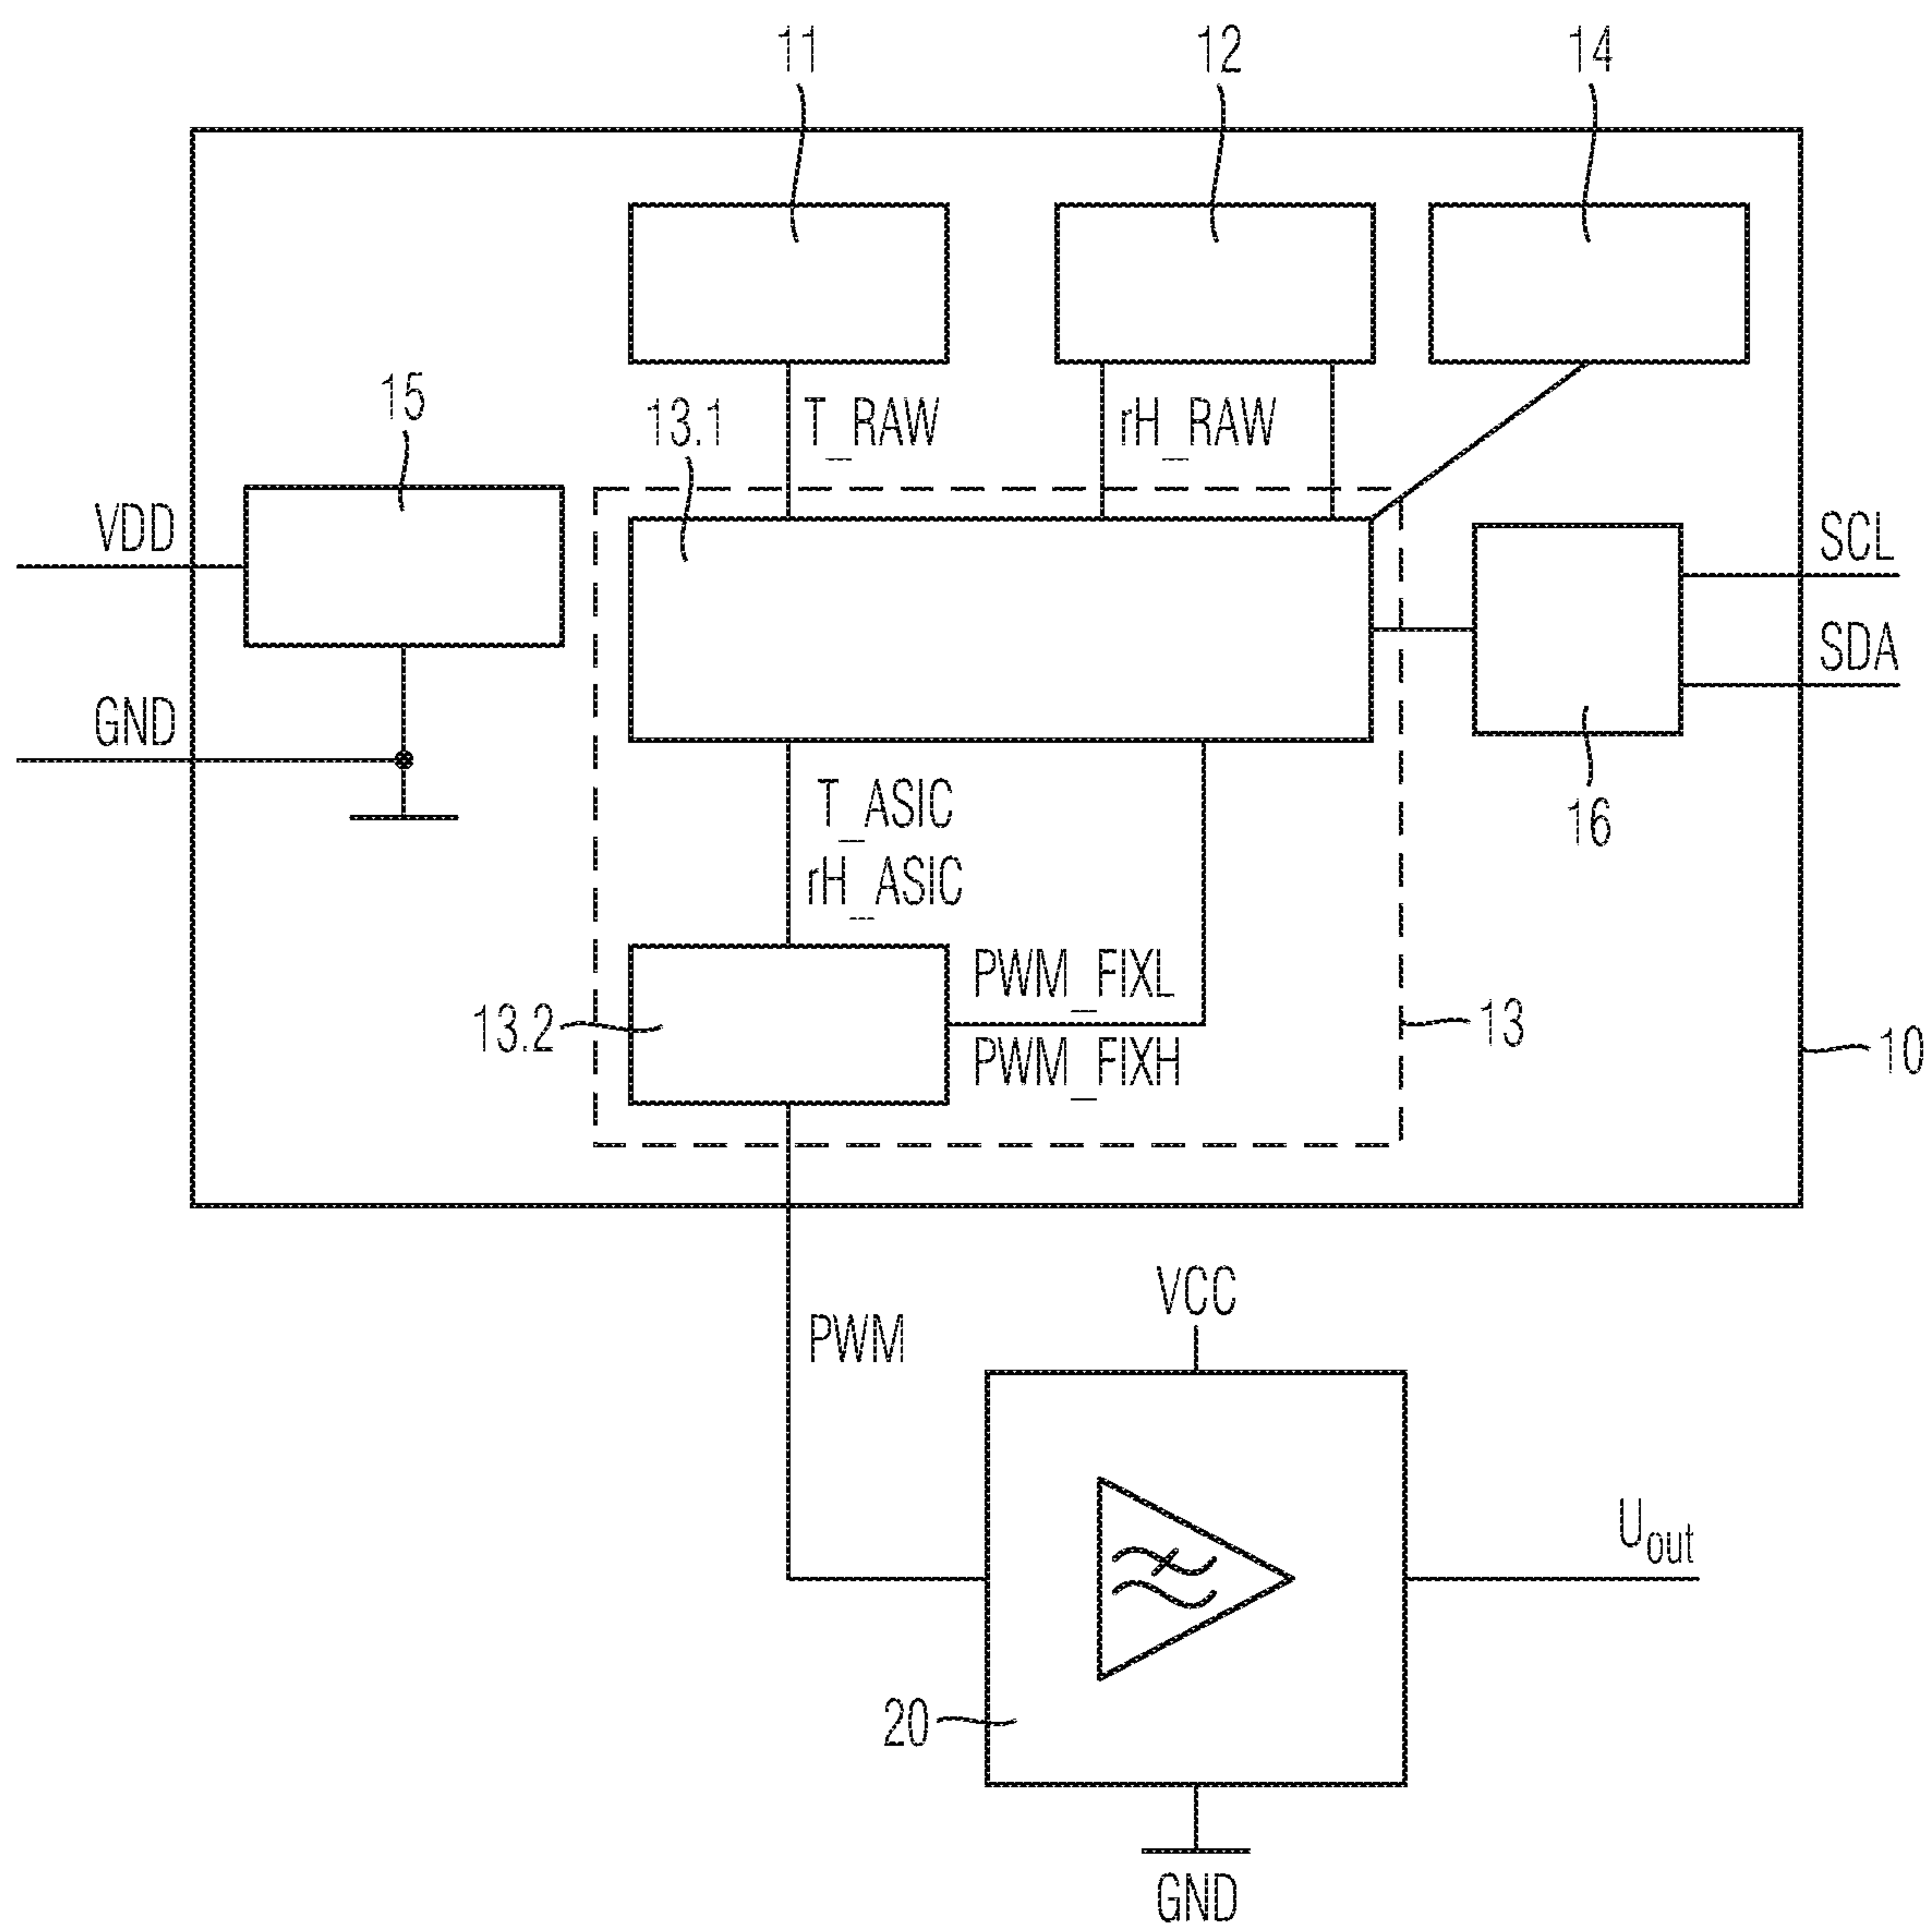 11
12
14
15
13.1
T_RAW
rH_RAW
VDD
SCL
SDA
GND
16
T_ASIC
rH_ASIC
PWM_FIXL
13.2
13
PWM_FIXH
10
VCC
PWM
Uout
20
GND